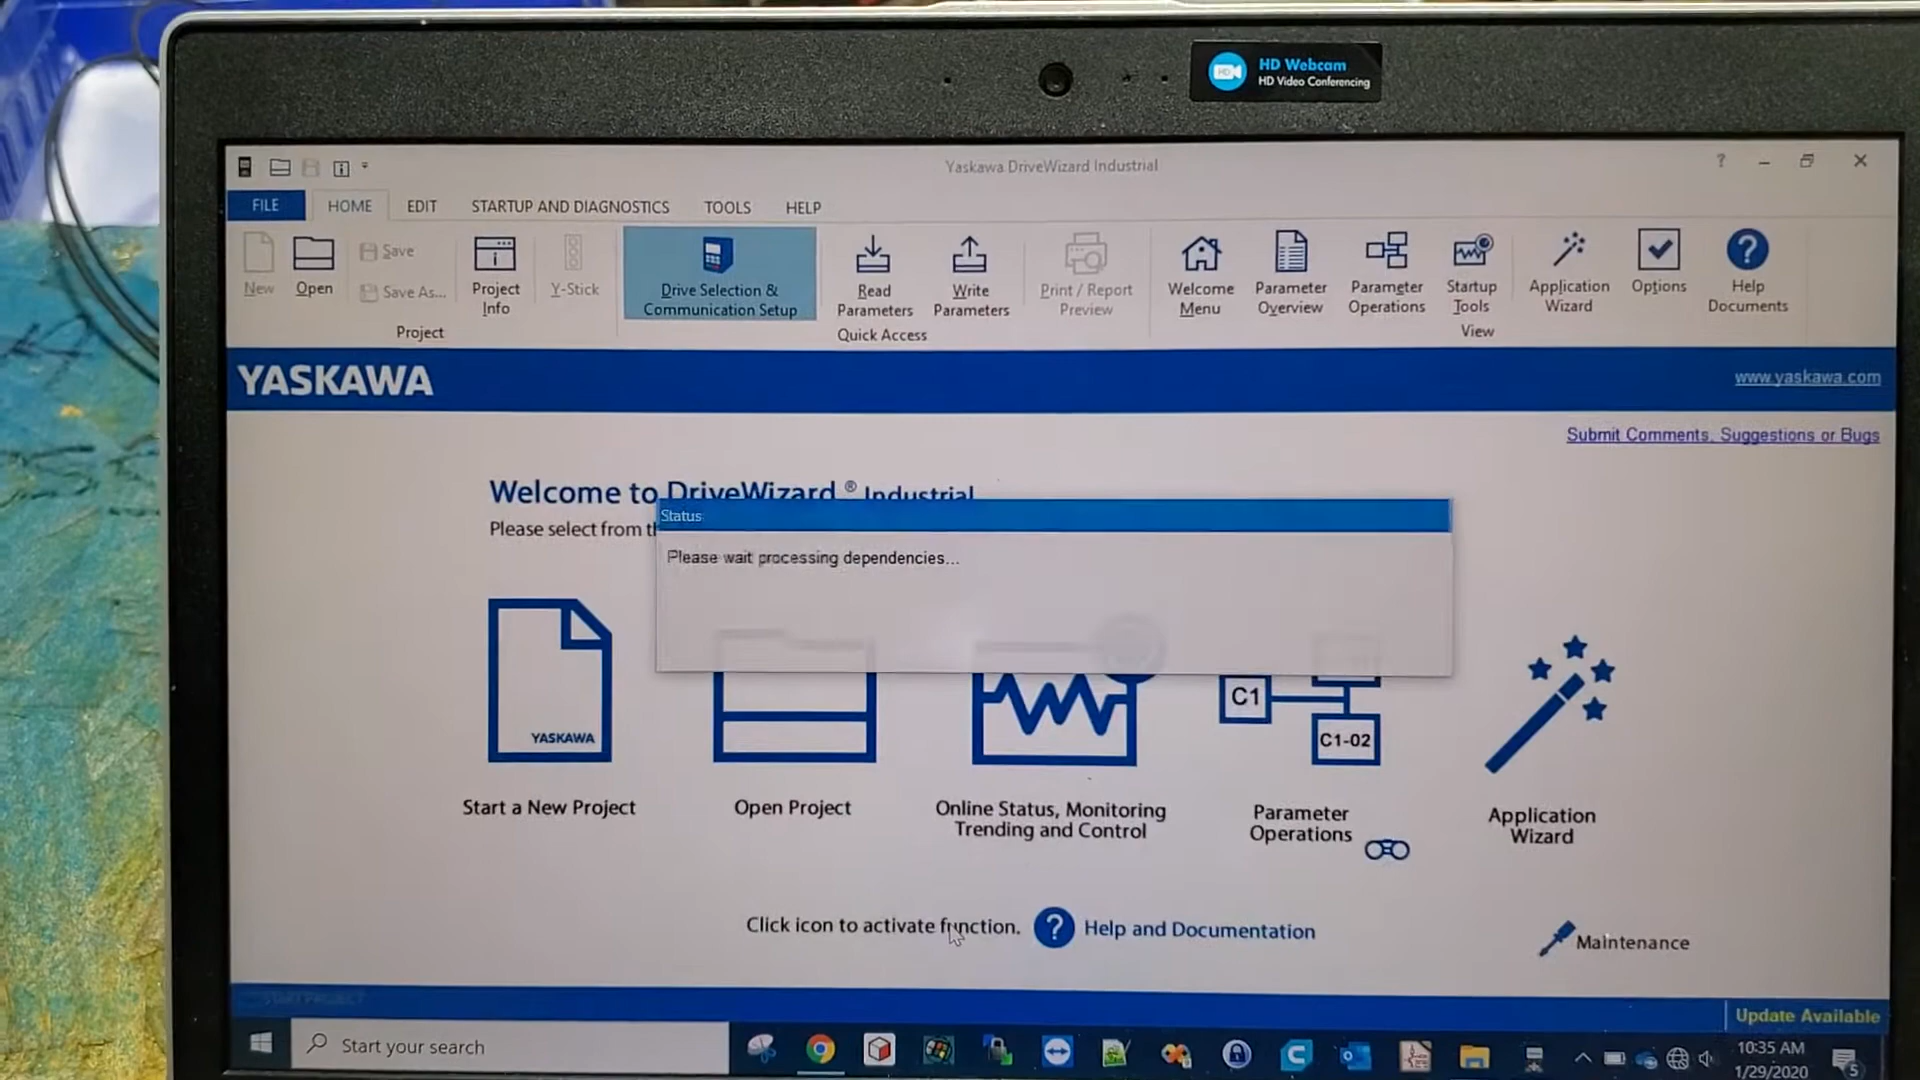 HD Webcam
HD Video Conferencing
Yaskawa DriveWizard Industrial
FILE HOME EDIT STARTUP AND DIAGNOSTICS TOOLS HELP
New
Open
Save
Save As...
Project
Info
Project
Y-Stick
Drive Selection &
Communication Setup
Read
Parameters
Write
Parameters
Quick Access
Print / Report
Preview
Welcome
Menu
Parameter
Overview
Parameter
Operations
Startup
Tools
View
Application
Wizard
Options
Help
Documents
YASKAWA
www.yaskawa.com
Submit Comments, Suggestions or Bugs
Welcome to DriveWizard ® Industrial
Please select from
Status
Please wait processing dependencies...
YASKAWA
C1
C1-02
Start a New Project
Open Project
Online Status, Monitoring
Trending and Control
Parameter
Operations
Application
Wizard
Click icon to activate function.
? Help and Documentation
Maintenance
Update Available
Start your search
10:35 AM
1/29/2020
5